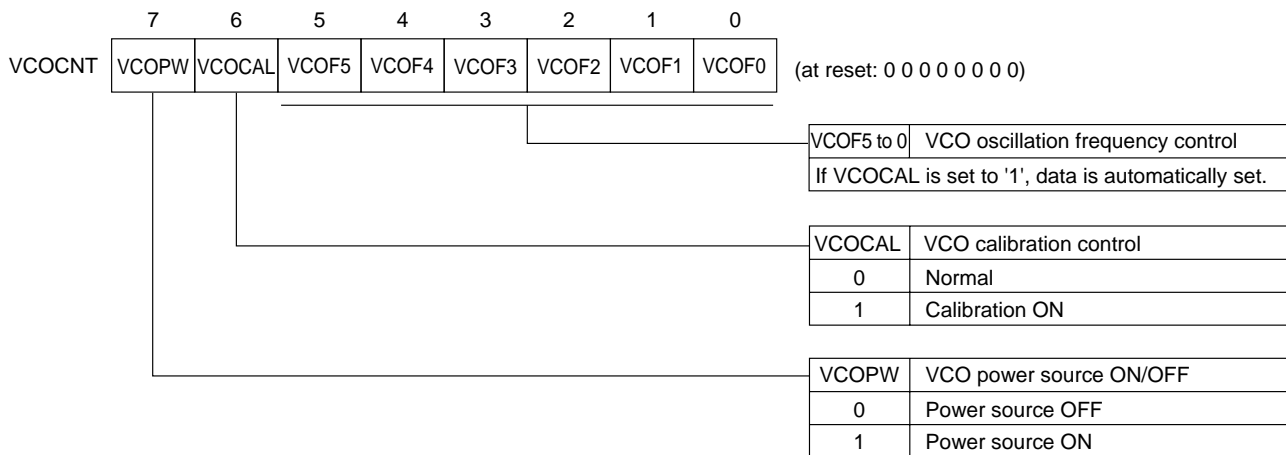 7 6 5 4 3 2 1 0
VCOCNT VCOPW VCOCAL VCOF5 VCOF4 VCOF3 VCOF2 VCOF1 VCOF0 (at reset: 0 0 0 0 0 0 0 0)
VCOF5 to 0 VCO oscillation frequency control
If VCOCAL is set to '1', data is automatically set.
VCOCAL VCO calibration control
0 Normal
1 Calibration ON
VCOPW VCO power source ON/OFF
0 Power source OFF
1 Power source ON